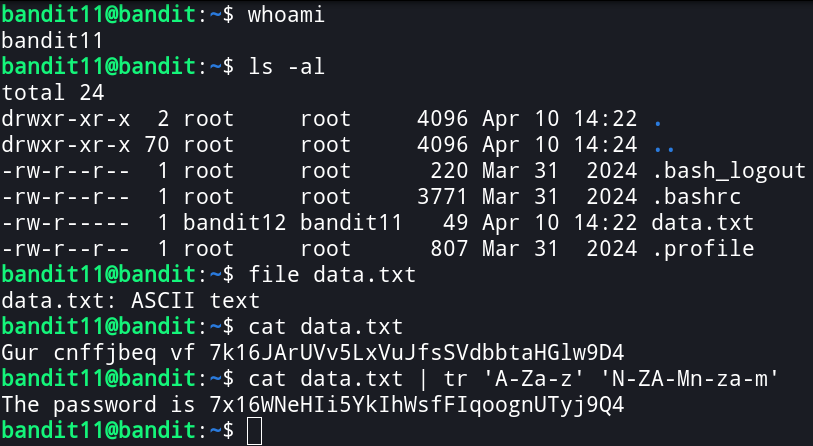 bandit11@bandit:~$ whoami
bandit11
bandit11@bandit:~$ ls -al
total 24
drwxr-xr-x  2 root     root     4096 Apr 10 14:22 .
drwxr-xr-x 70 root     root     4096 Apr 10 14:24 ..
-rw-r--r--  1 root     root      220 Mar 31  2024 .bash_logout
-rw-r--r--  1 root     root     3771 Mar 31  2024 .bashrc
-rw-r-----  1 bandit12 bandit11   49 Apr 10 14:22 data.txt
-rw-r--r--  1 root     root      807 Mar 31  2024 .profile
bandit11@bandit:~$ file data.txt
data.txt: ASCII text
bandit11@bandit:~$ cat data.txt
Gur cnffjbeq vf 7k16JArUVv5LxVuJfsSVdbbtaHGlw9D4
bandit11@bandit:~$ cat data.txt | tr 'A-Za-z' 'N-ZA-Mn-za-m'
The password is 7x16WNeHIi5YkIhWsfFIqoognUTyj9Q4
bandit11@bandit:~$